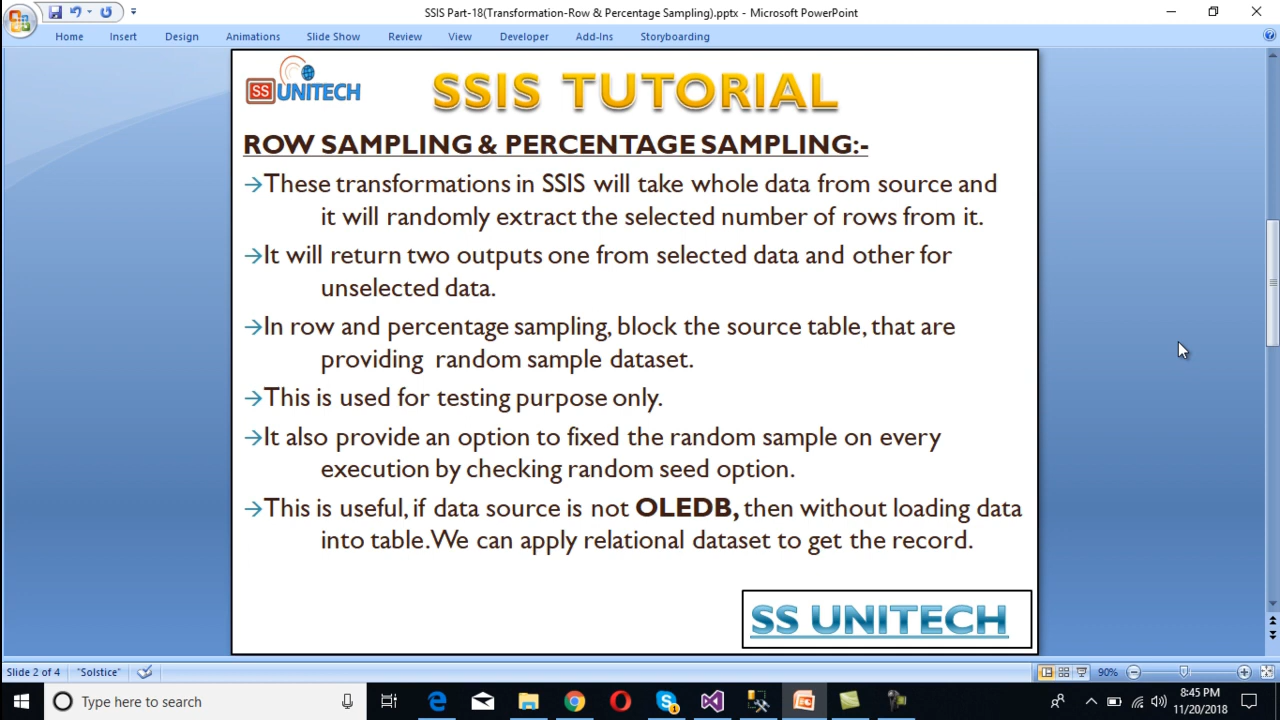 SSIS Part-18(Transformation-Row & Percentage Sampling).pptx - Microsoft PowerPoint
Home Insert Design Animations Slide Show Review View Developer Add-Ins Storyboarding
SS UNITECH
SSIS TUTORIAL
ROW SAMPLING & PERCENTAGE SAMPLING:-
→These transformations in SSIS will take whole data from source and
it will randomly extract the selected number of rows from it.
→It will return two outputs one from selected data and other for
unselected data.
→In row and percentage sampling, block the source table, that are
providing random sample dataset.
→This is used for testing purpose only.
→It also provide an option to fixed the random sample on every
execution by checking random seed option.
→This is useful, if data source is not OLEDB, then without loading data
into table. We can apply relational dataset to get the record.
SS UNITECH
Slide 2 of 4 "Solstice" 90%
Type here to search
8:45 PM
11/20/2018